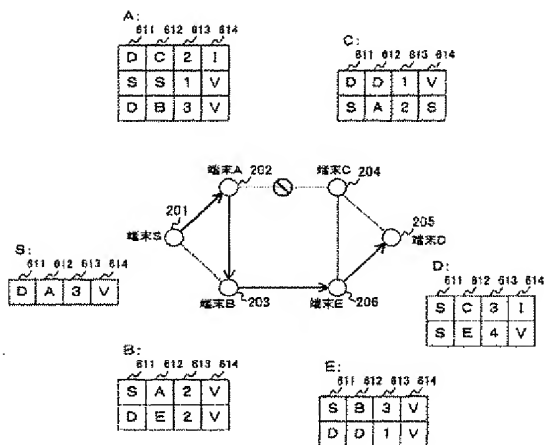 A:
611 612 613 614
D C 2 I
S S 1 V
D B 3 V
C:
611 612 613 614
D D 1 V
S A 2 S
端末A 202
端末C 204
201
端末S
205
端末D
S:
611 612 613 614
D A 3 V
端末B 203
端末E 206
D:
611 612 613 614
S C 3 I
S E 4 V
B:
611 612 613 614
S A 2 V
D E 2 V
E:
611 612 613 614
S B 3 V
D D 1 V